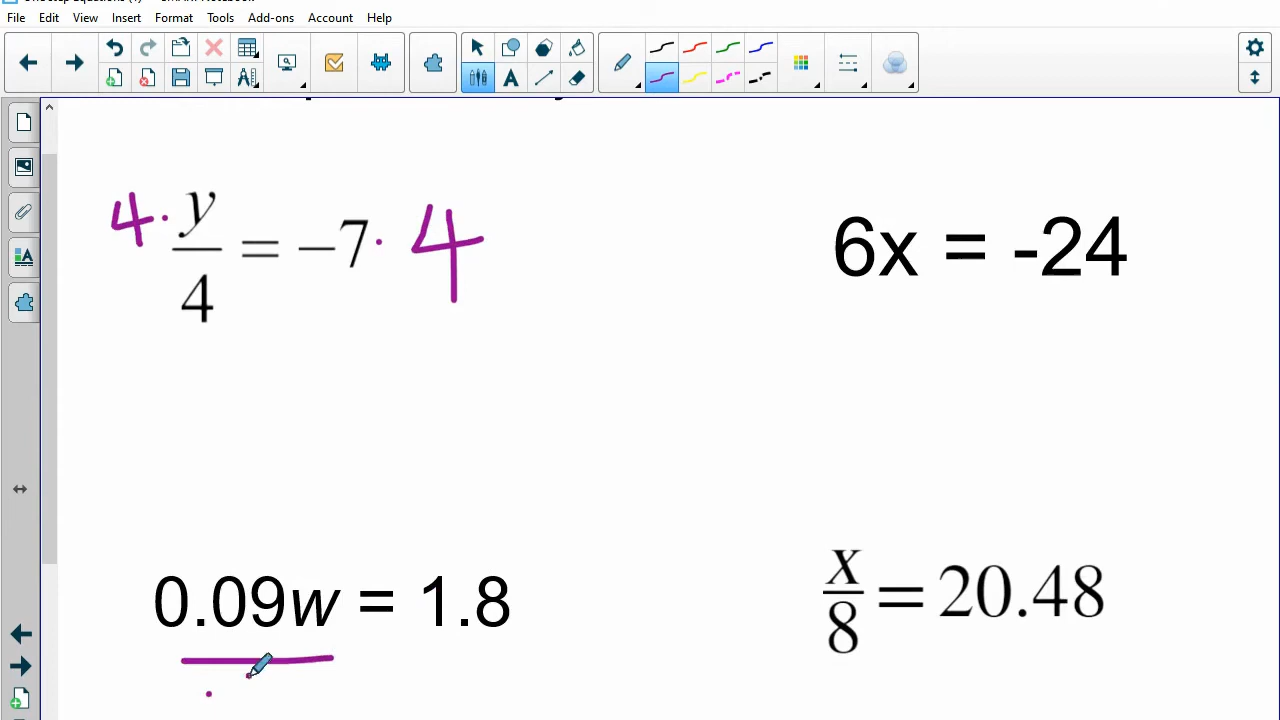 File Edit View Insert Format Tools Add-ons Account Help
4 · y/4 = −7 · 4
6x = -24
0.09w = 1.8
x/8 = 20.48